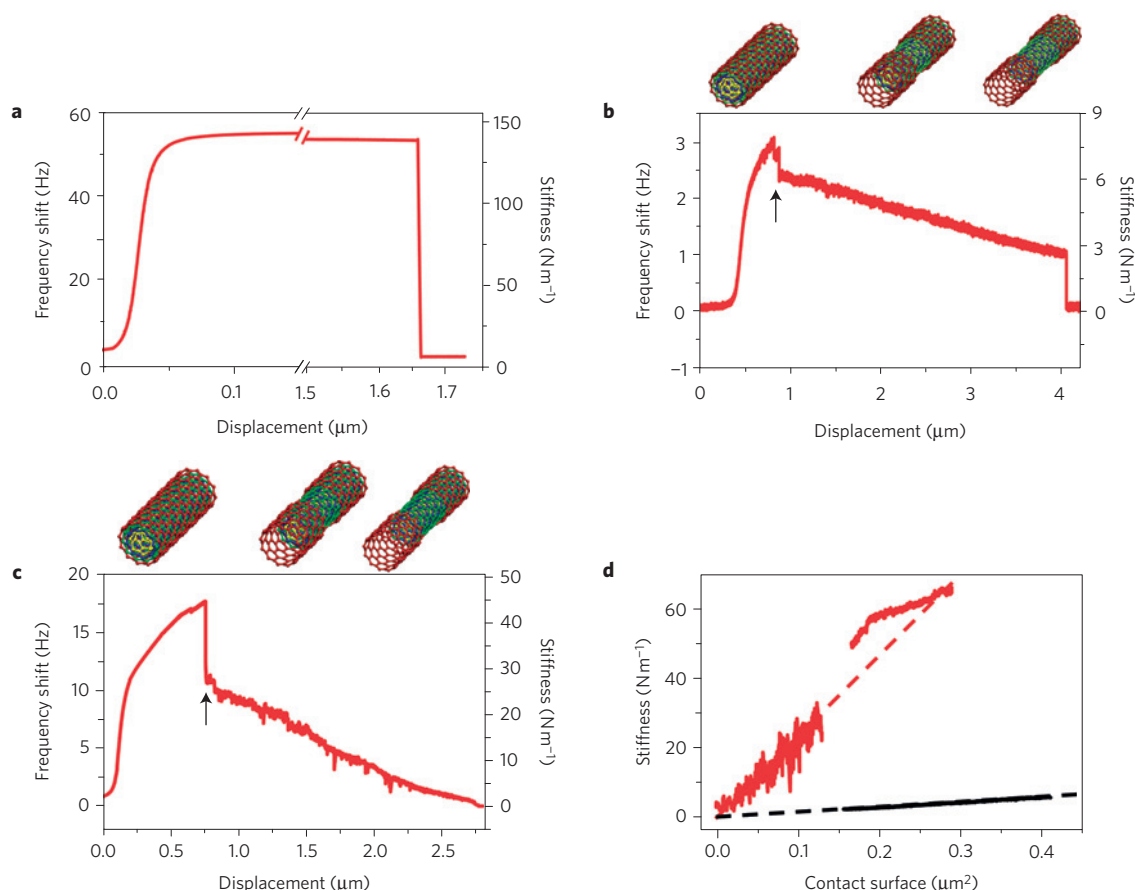 a
60
40
20
0
Frequency shift (Hz)
150
100
50
0
Stiffness (N m⁻¹)
0.0 0.1 1.5 1.6 1.7
Displacement (μm)
b
3
2
1
0
−1
Frequency shift (Hz)
9
6
3
0
Stiffness (N m⁻¹)
0 1 2 3 4
Displacement (μm)
c
20
15
10
5
0
Frequency shift (Hz)
50
40
30
20
10
0
Stiffness (N m⁻¹)
0.0 0.5 1.0 1.5 2.0 2.5
Displacement (μm)
d
60
40
20
0
Stiffness (N m⁻¹)
0.0 0.1 0.2 0.3 0.4
Contact surface (μm²)